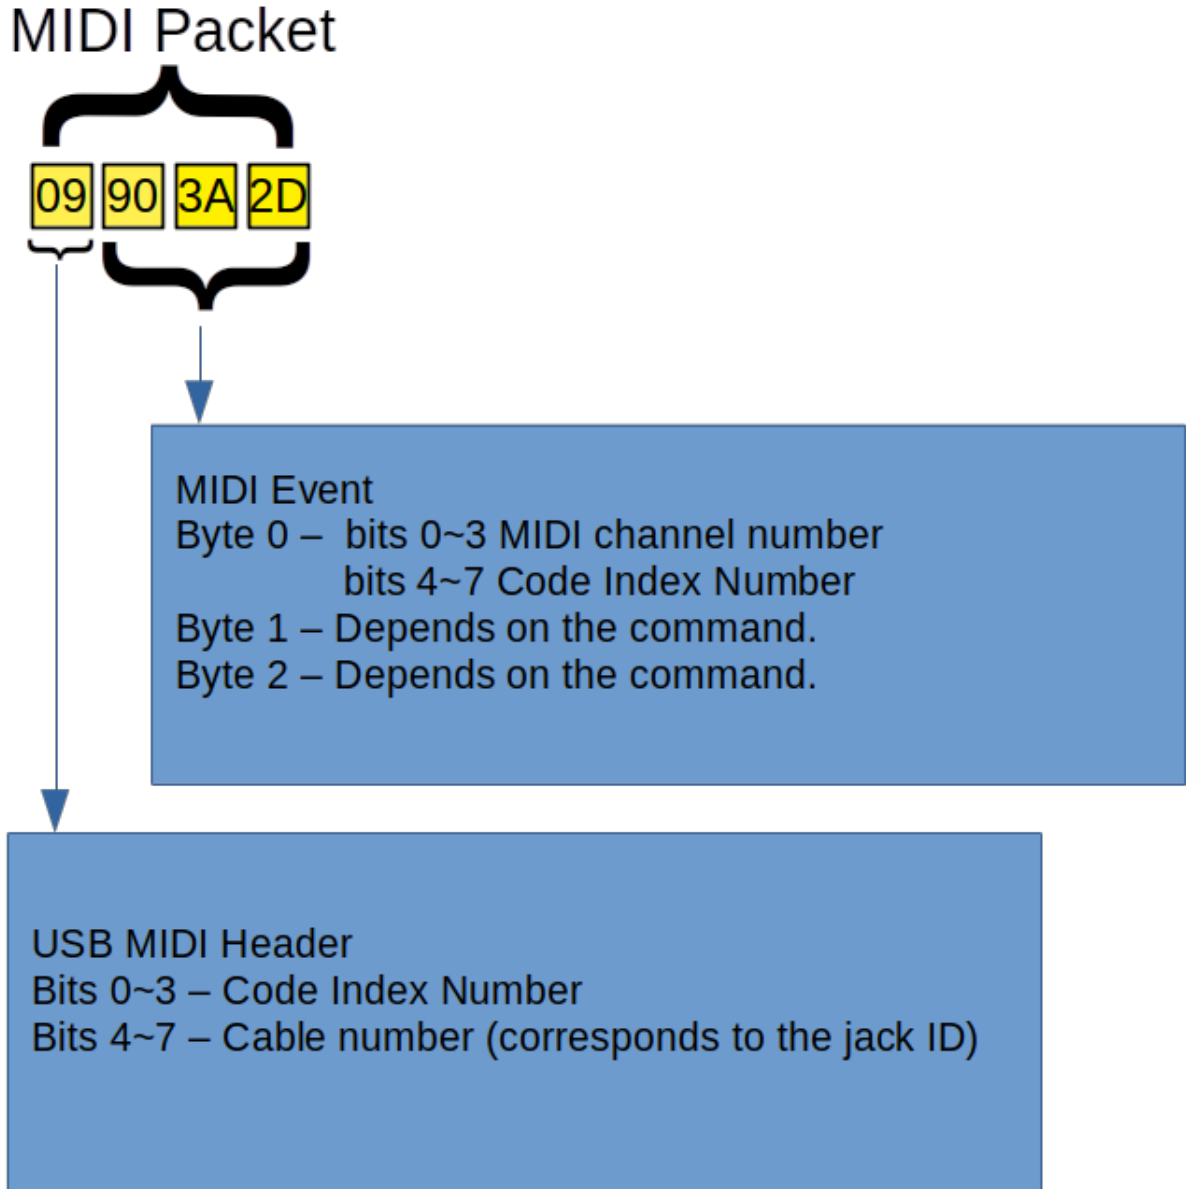 MIDI Packet
09 90 3A 2D
MIDI Event
Byte 0 – bits 0~3 MIDI channel number
bits 4~7 Code Index Number
Byte 1 – Depends on the command.
Byte 2 – Depends on the command.
USB MIDI Header
Bits 0~3 – Code Index Number
Bits 4~7 – Cable number (corresponds to the jack ID)